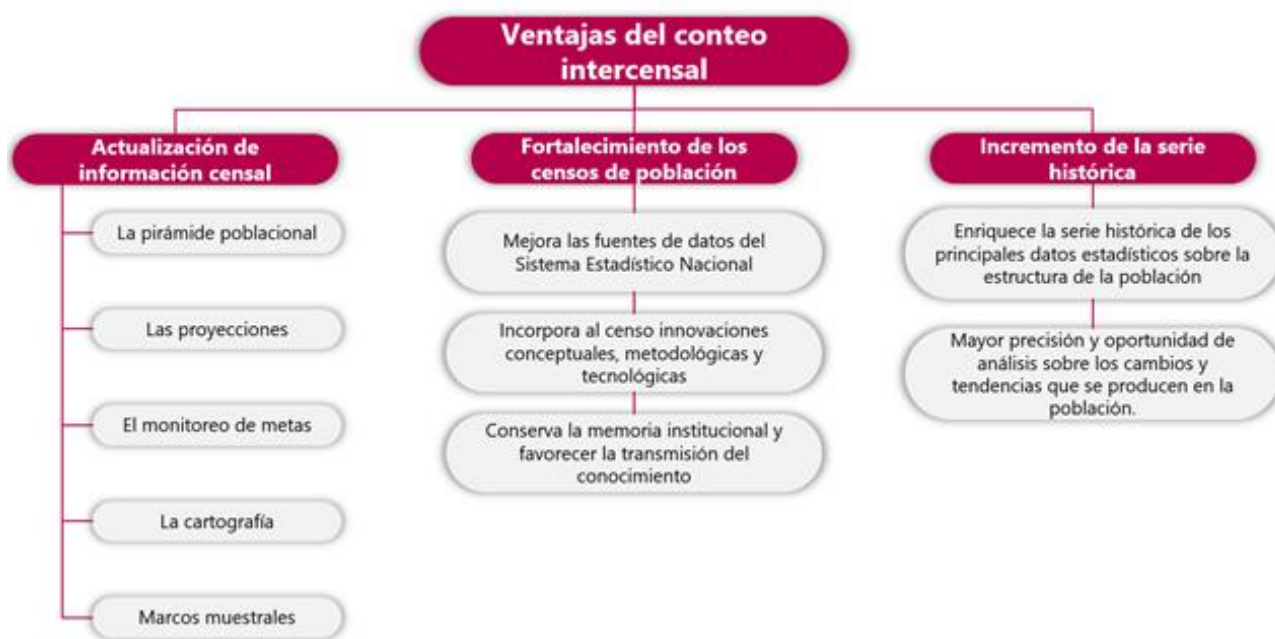 Ventajas del conteo
intercensal
Actualización de
información censal
La pirámide poblacional
Las proyecciones
El monitoreo de metas
La cartografía
Marcos muestrales
Fortalecimiento de los
censos de población
Mejora las fuentes de datos del
Sistema Estadístico Nacional
Incorpora al censo innovaciones
conceptuales, metodológicas y
tecnológicas
Conserva la memoria institucional y
favorecer la transmisión del
conocimiento
Incremento de la serie
histórica
Enriquece la serie histórica de los
principales datos estadísticos sobre la
estructura de la población
Mayor precisión y oportunidad de
análisis sobre los cambios y
tendencias que se producen en la
población.